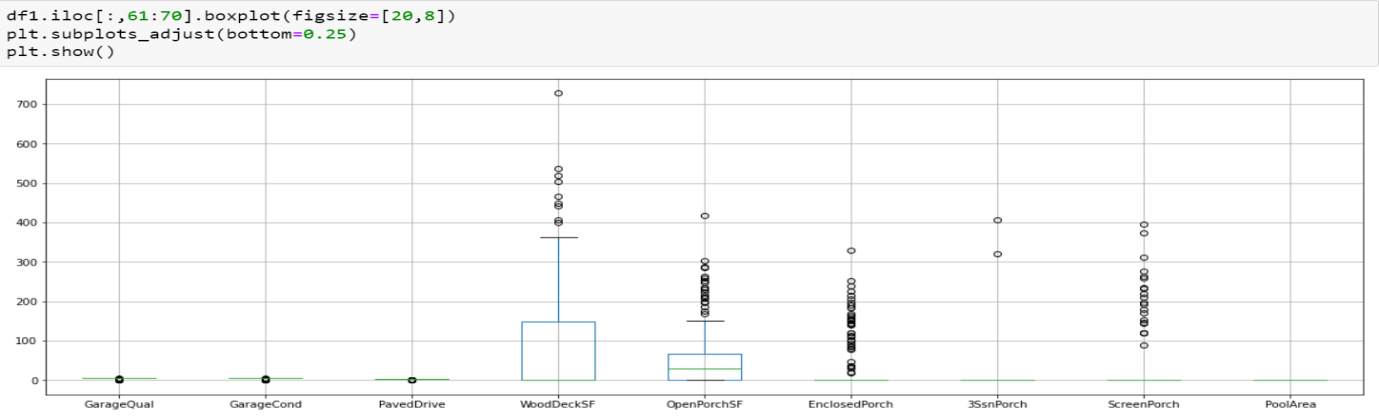 df1.iloc[:,61:70].boxplot(figsize=[20,8])
plt.subplots_adjust(bottom=0.25)
plt.show()
700
600
500
400
300
200
100
0
GarageQual GarageCond PavedDrive WoodDeckSF OpenPorchSF EnclosedPorch 3SsnPorch ScreenPorch PoolArea